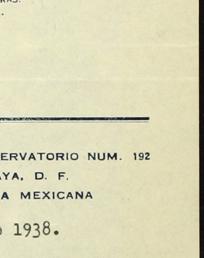 ERVATORIO NUM. 192
AYA, D. F.
A MEXICANA
1938.